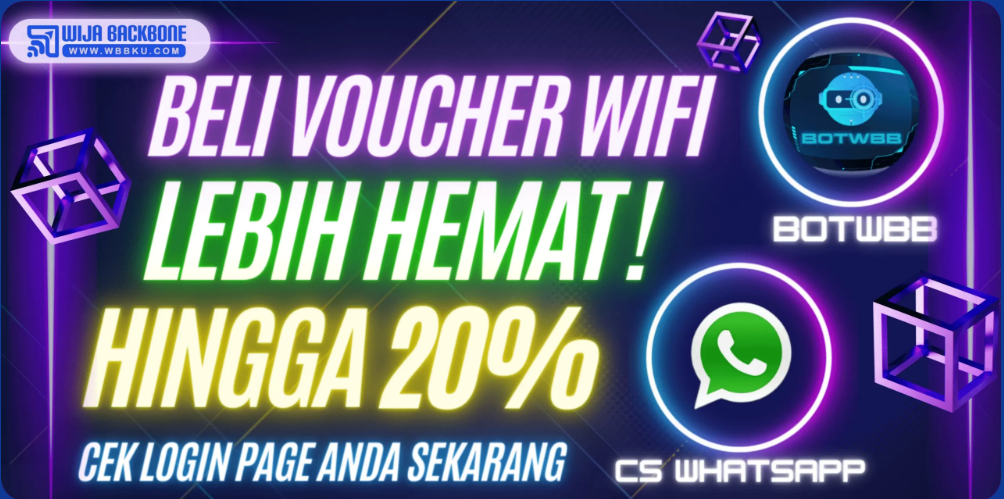 WIJA BACKBONE
WWW.WBBKU.COM
BELI VOUCHER WIFI
LEBIH HEMAT !
HINGGA 20%
CEK LOGIN PAGE ANDA SEKARANG
BOTWBB
BOTWBB
CS WHATSAPP